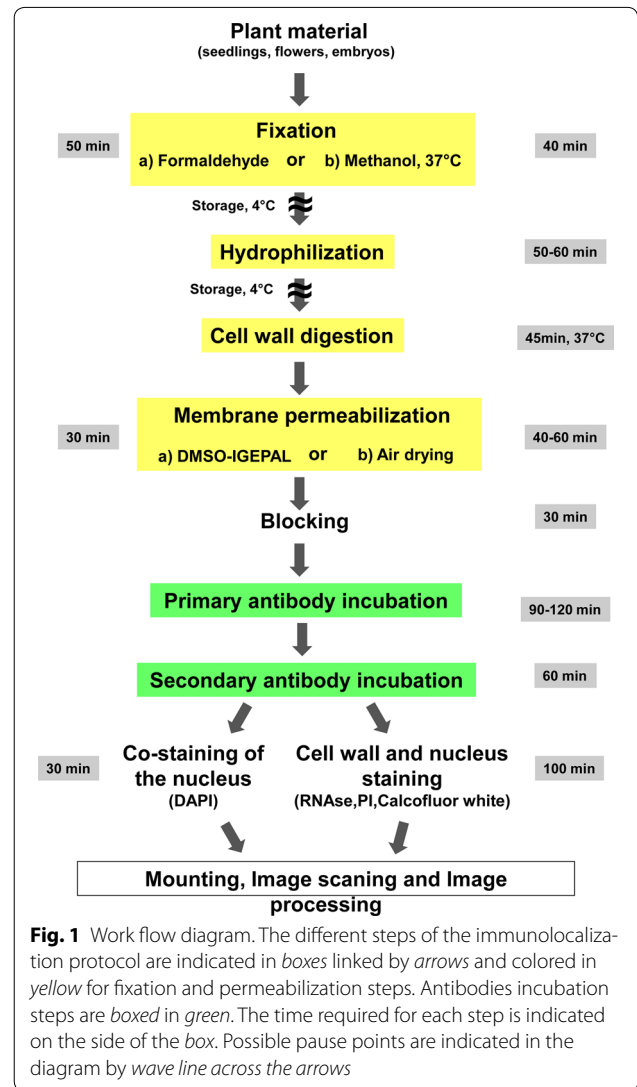 Plant material
(seedlings, flowers, embryos)
Fixation
50 min
a) Formaldehyde or b) Methanol, 37°C
40 min
Storage, 4°C
Hydrophilization
50-60 min
Storage, 4°C
Cell wall digestion
45min, 37°C
Membrane permeabilization
30 min
a) DMSO-IGEPAL or b) Air drying
40-60 min
Blocking
30 min
Primary antibody incubation
90-120 min
Secondary antibody incubation
60 min
30 min
Co-staining of
the nucleus
(DAPI)
Cell wall and nucleus
staining
(RNAse,PI,Calcofluor white)
100 min
Mounting, Image scaning and Image
processing
Fig. 1 Work flow diagram. The different steps of the immunolocaliza-
tion protocol are indicated in boxes linked by arrows and colored in
yellow for fixation and permeabilization steps. Antibodies incubation
steps are boxed in green. The time required for each step is indicated
on the side of the box. Possible pause points are indicated in the
diagram by wave line across the arrows